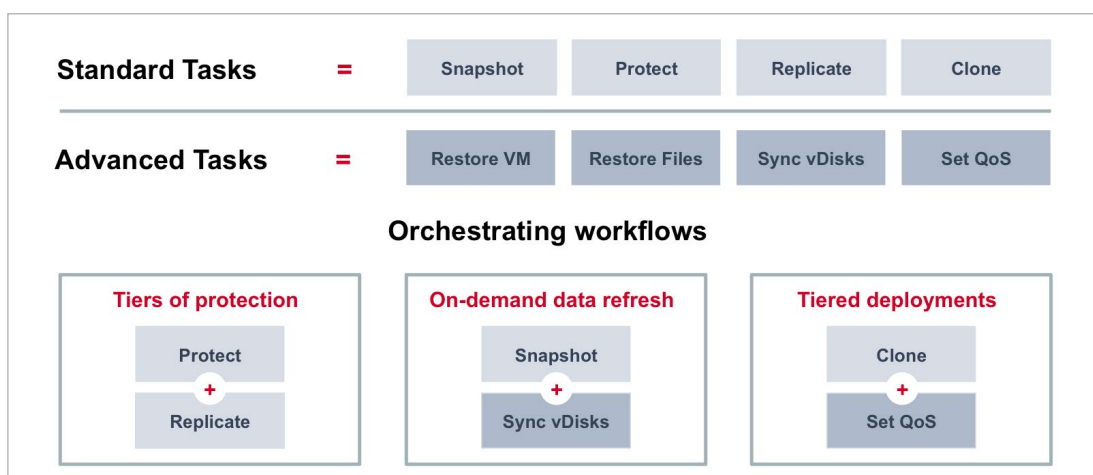 Standard Tasks = Snapshot Protect Replicate Clone
Advanced Tasks = Restore VM Restore Files Sync vDisks Set QoS
Orchestrating workflows
Tiers of protection
Protect
+
Replicate
On-demand data refresh
Snapshot
+
Sync vDisks
Tiered deployments
Clone
+
Set QoS